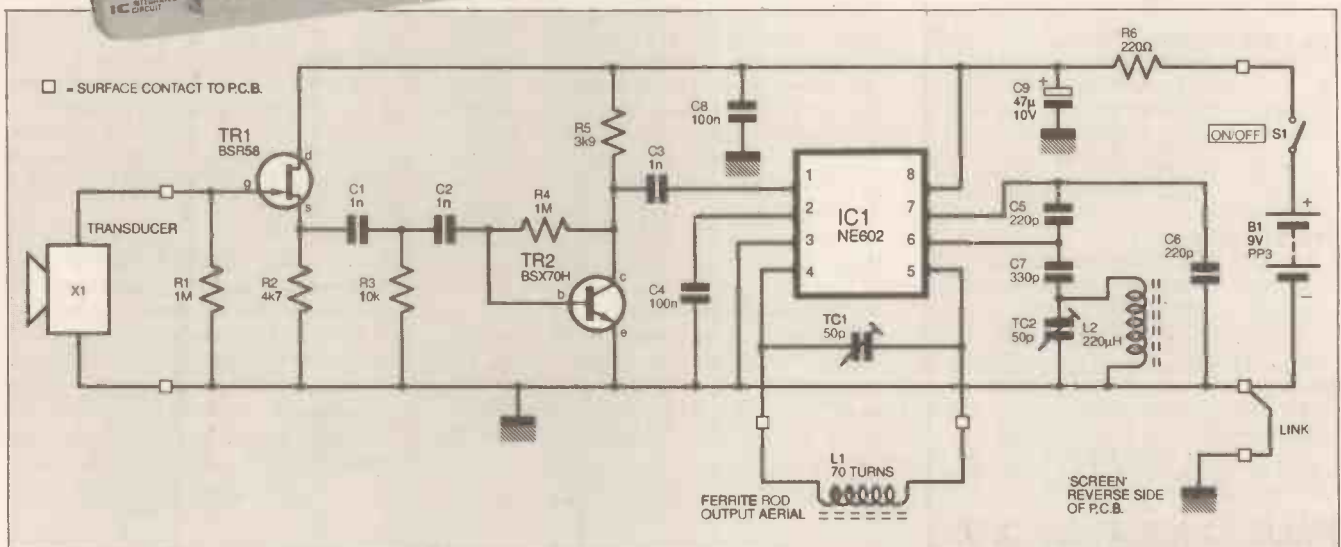 IC
CIRCUIT
□ = SURFACE CONTACT TO P.C.B.
TR1
BSR58
d
g
s
TRANSDUCER
X1
R1
1M
R2
4k7
C1
1n
R3
10k
C2
1n
R4
1M
TR2
BSX70H
b
c
e
R5
3k9
C3
1n
C8
100n
C4
100n
1
2
3
4
IC1
NE602
8
7
6
5
TC1
50p
L1
70 TURNS
FERRITE ROD
OUTPUT AERIAL
C5
220p
C7
330p
TC2
50p
L2
220µH
C6
220p
+
C9
47µ
10V
R6
220Ω
ON/OFF
S1
+
B1
9V
PP3
−
LINK
'SCREEN'
REVERSE SIDE
OF P.C.B.